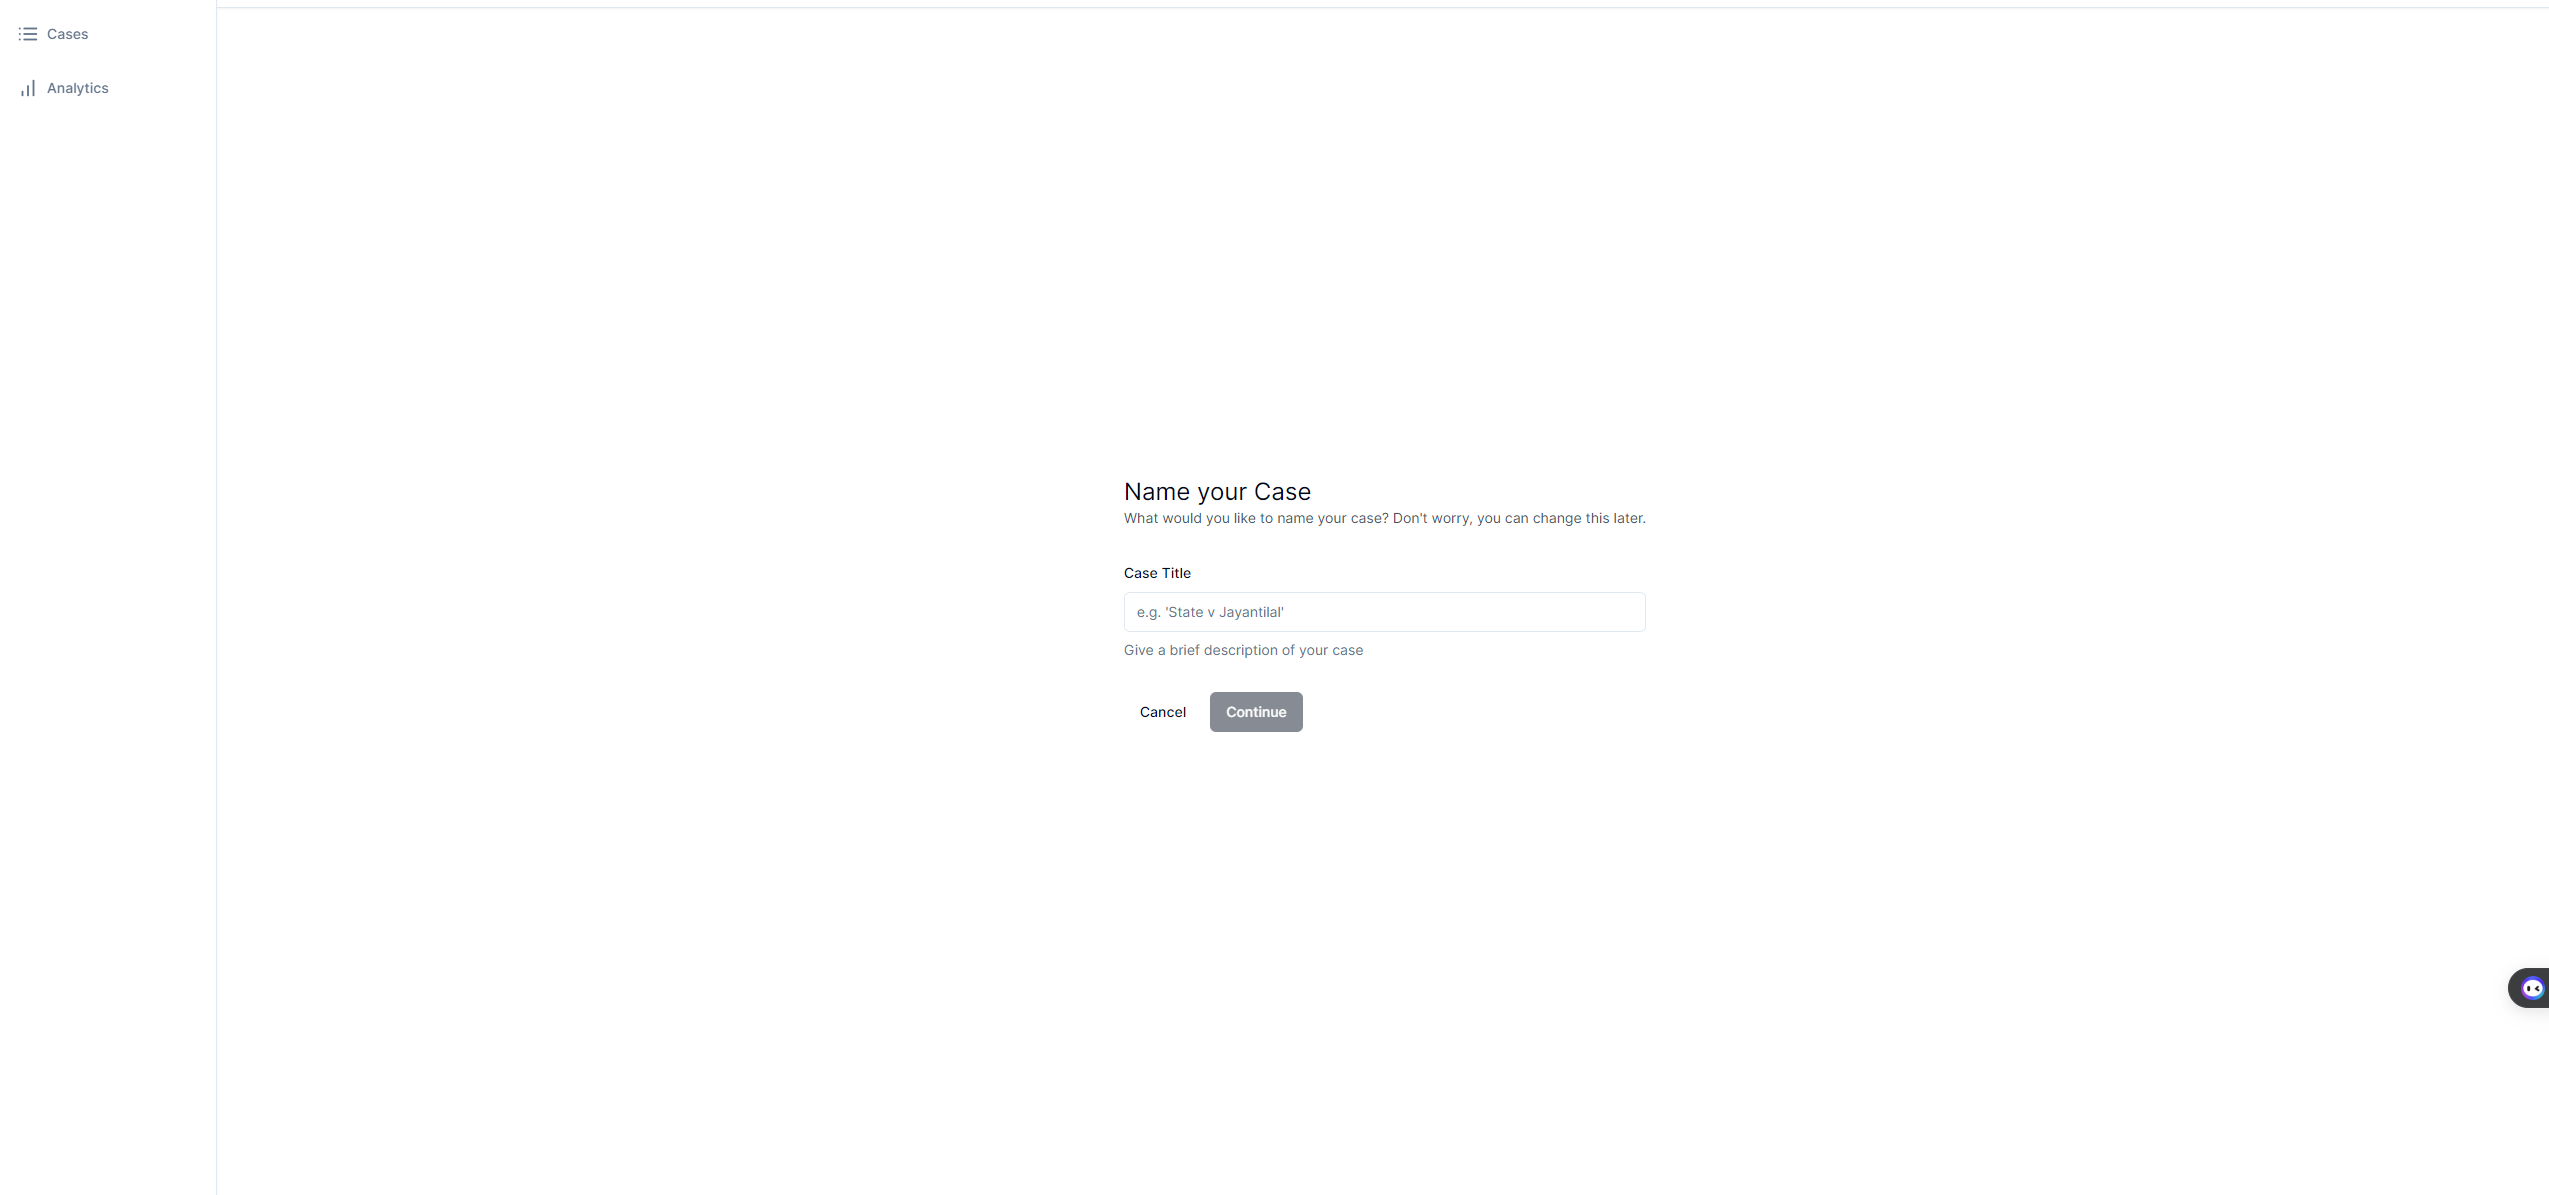 Cases
Analytics
Name your Case
What would you like to name your case? Don't worry, you can change this later.
Case Title
e.g. 'State v Jayantilal'
Give a brief description of your case
Cancel
Continue